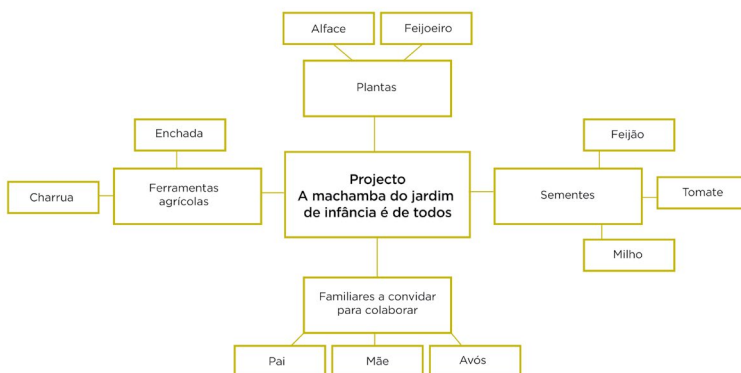 Alface
Feijoeiro
Plantas
Enchada
Feijão
Charrua
Ferramentas
agrícolas
Projecto
A machamba do jardim
de infância é de todos
Sementes
Tomate
Milho
Familiares a convidar
para colaborar
Pai
Mãe
Avós